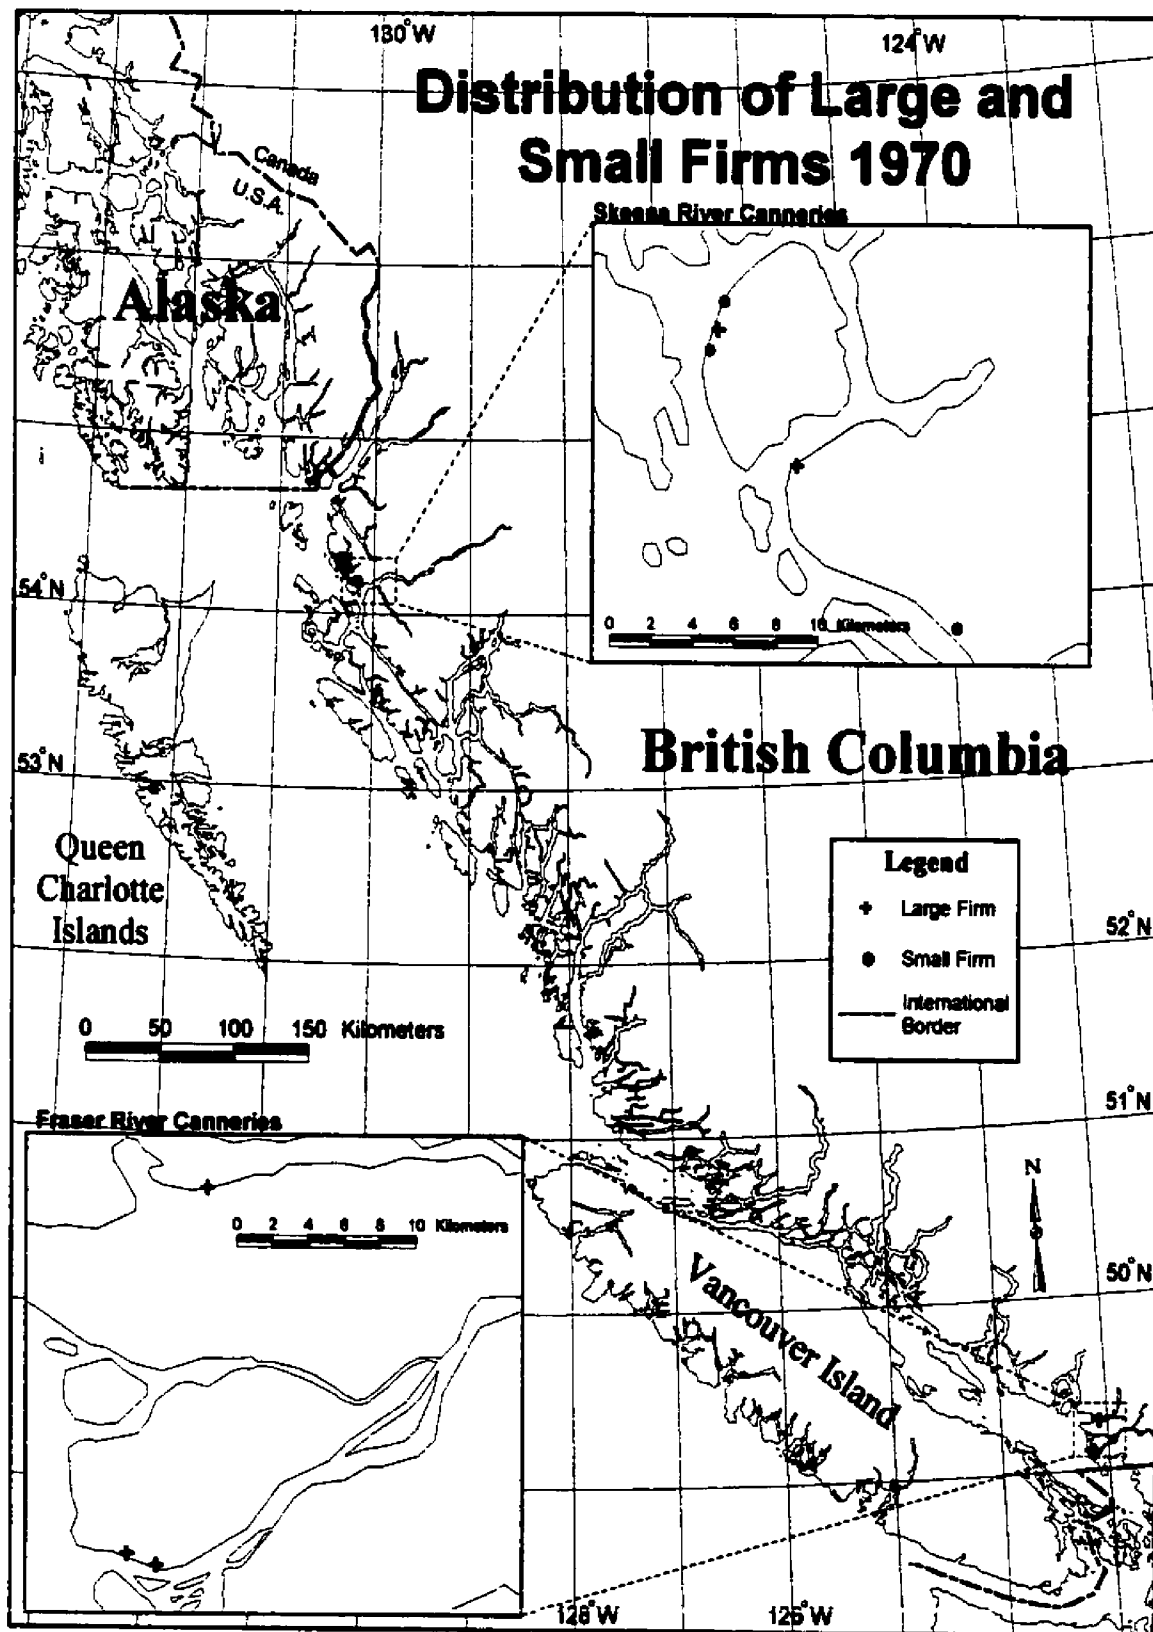 130°W
124°W
Distribution of Large and
Small Firms 1970
Canada
U.S.A.
Skeena River Canneries
Alaska
0 2 4 6 8 10 Kilometers
54°N
British Columbia
53°N
Queen
Charlotte
Islands
Legend
Large Firm
Small Firm
International
Border
52°N
0 50 100 150 Kilometers
51°N
Fraser River Canneries
N
0 2 4 6 8 10 Kilometers
50°N
Vancouver Island
128°W
126°W